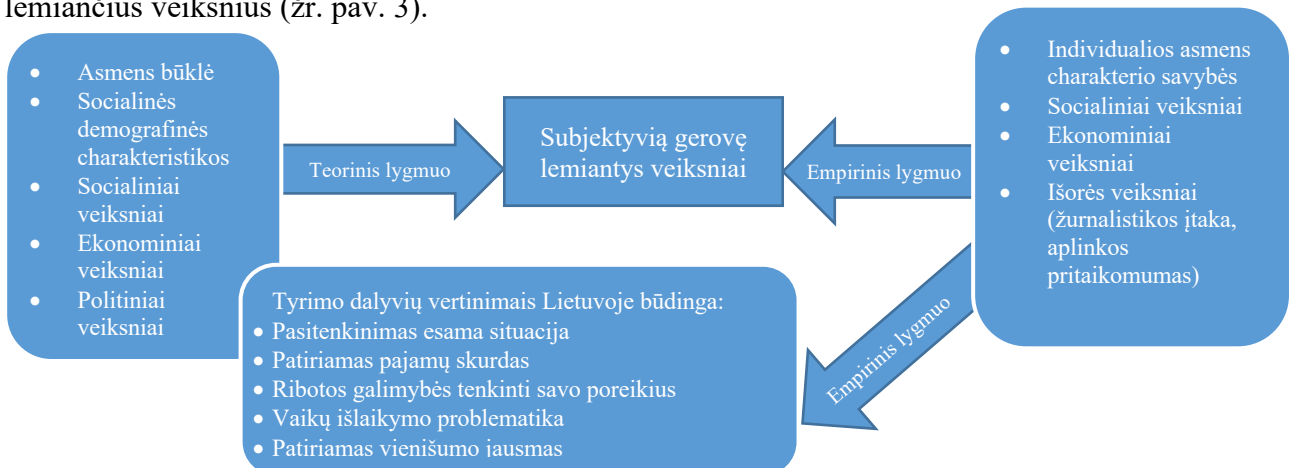 lemiančius veiksnius (žr. pav. 3).
• Asmens būklė
• Socialinės
demografinės
charakteristikos
• Socialiniai
veiksniai
• Ekonominiai
veiksniai
• Politiniai
veiksniai
Teorinis lygmuo
Subjektyvią gerovę
lemiantys veiksniai
Empirinis lygmuo
• Individualios asmens
charakterio savybės
• Socialiniai veiksniai
• Ekonominiai
veiksniai
• Išorės veiksniai
(žurnalistikos įtaka,
aplinkos
pritaikomumas)
Empirinis lygmuo
Tyrimo dalyvių vertinimais Lietuvoje būdinga:
• Pasitenkinimas esama situacija
• Patiriamas pajamų skurdas
• Ribotos galimybės tenkinti savo poreikius
• Vaikų išlaikymo problematika
• Patiriamas vienišumo jausmas